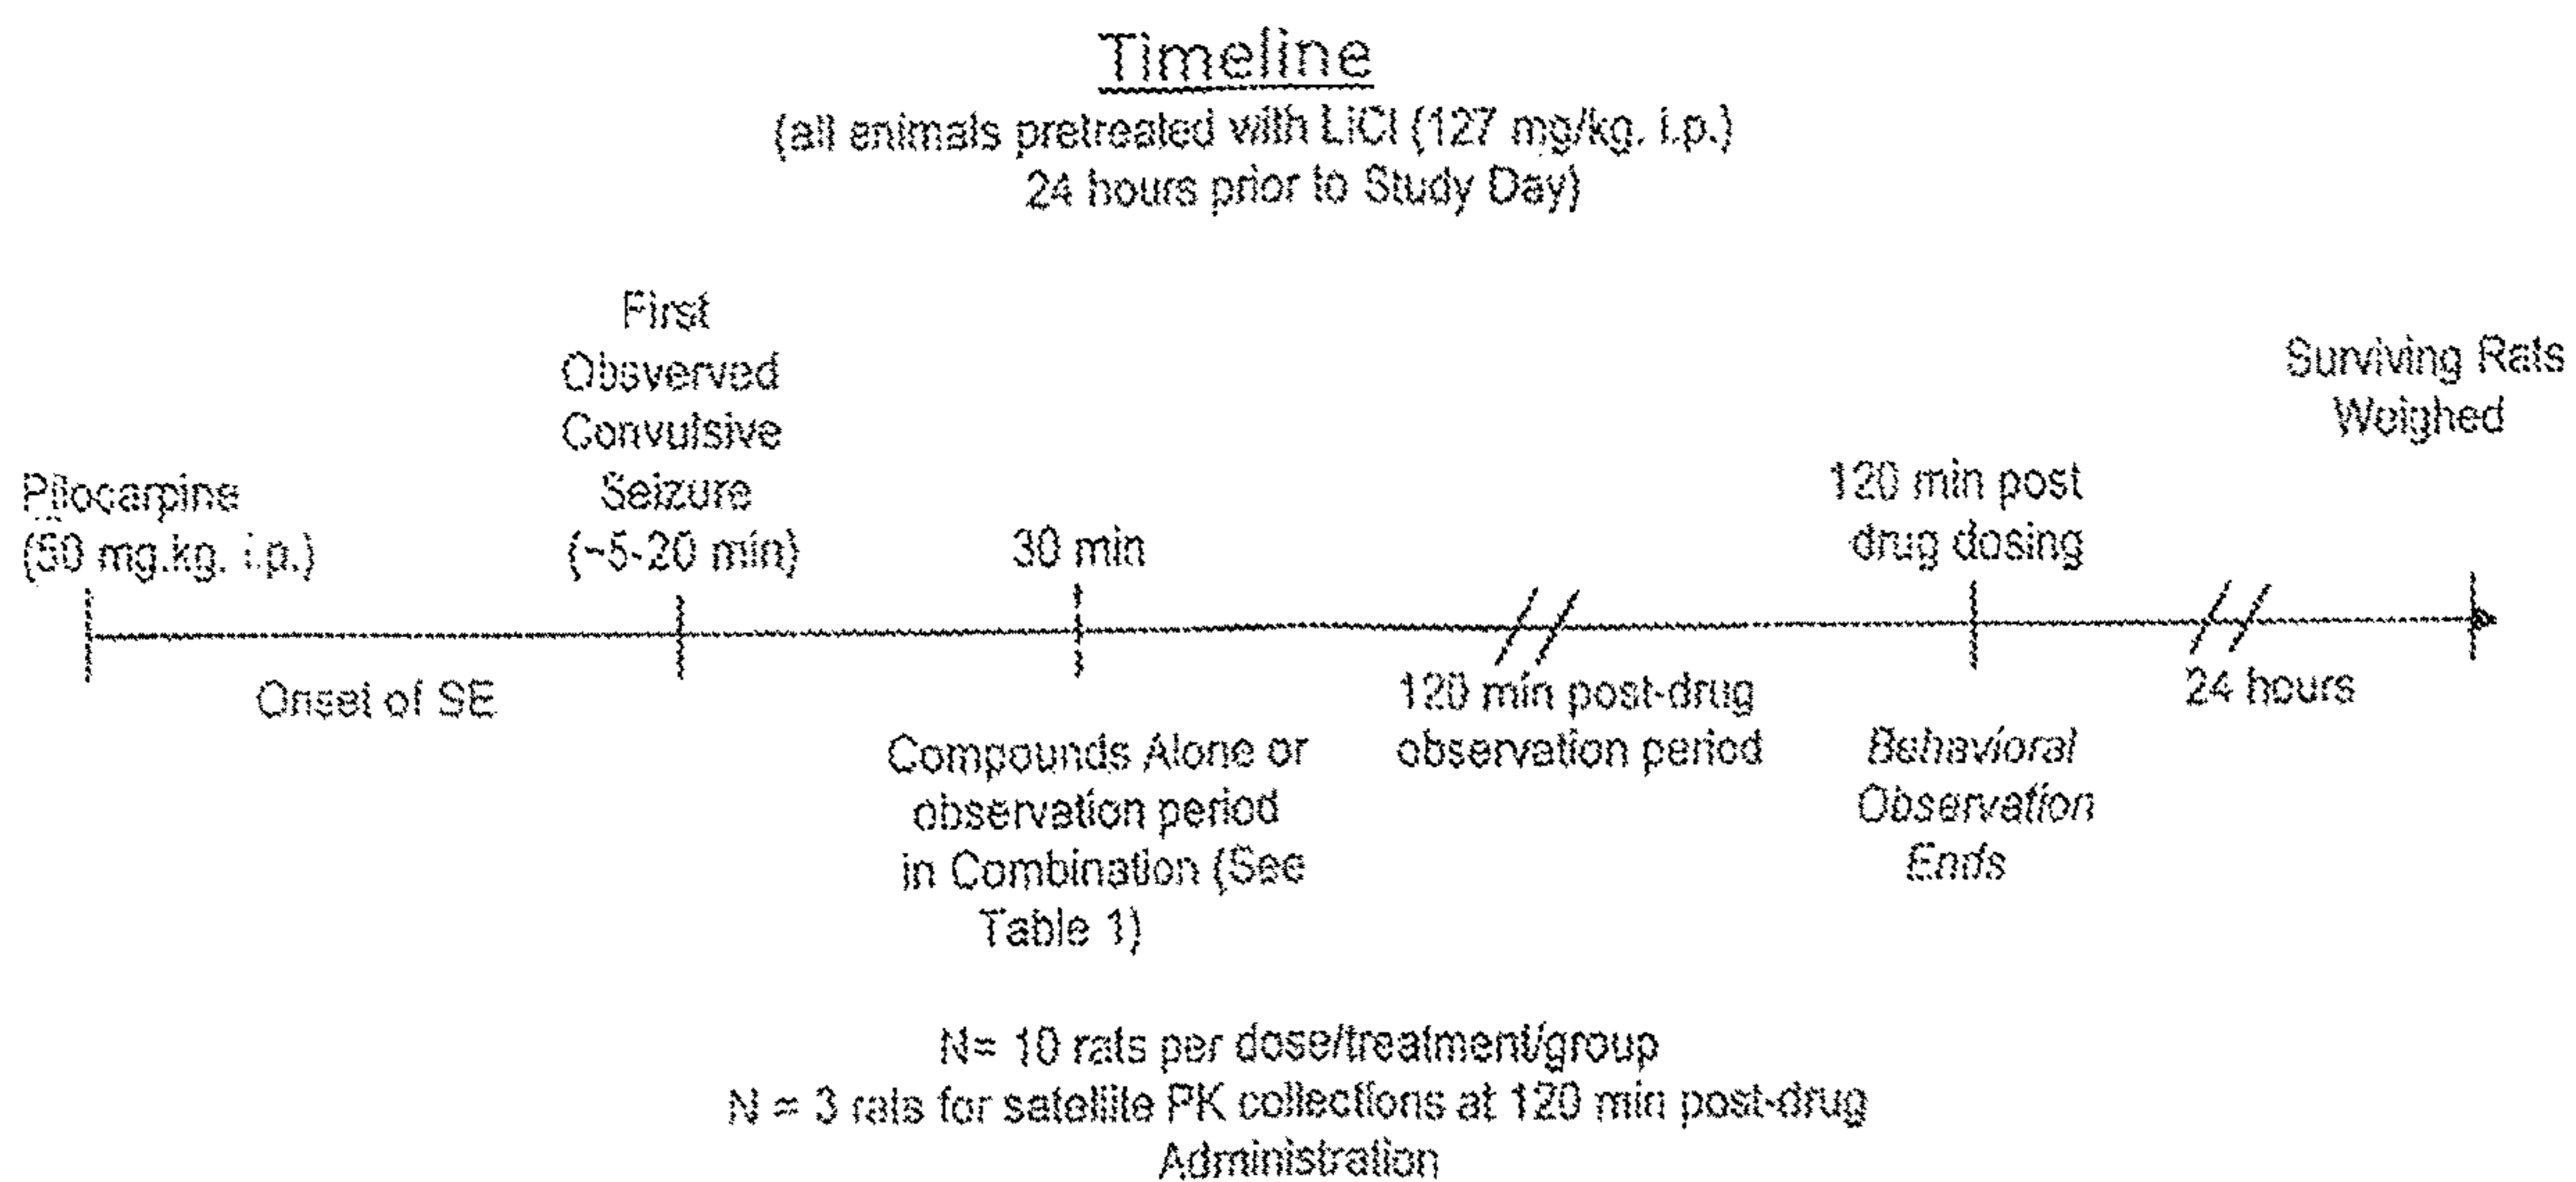 Timeline
(all animals pretreated with LiCl (127 mg/kg. i.p.)
24 hours prior to Study Day)
First
Obsverved
Convulsive
Seizure
(~5-20 min)
Pilocarpine
(50 mg.kg. i.p.)
30 min
120 min post
drug dosing
Surviving Rats
Weighed
Onset of SE
Compounds Alone or
observation period
in Combination (See
Table 1)
120 min post-drug
observation period
Behavioral
Observation
Ends
24 hours
N= 10 rats per dose/treatment/group
N = 3 rats for satellite PK collections at 120 min post-drug
Administration